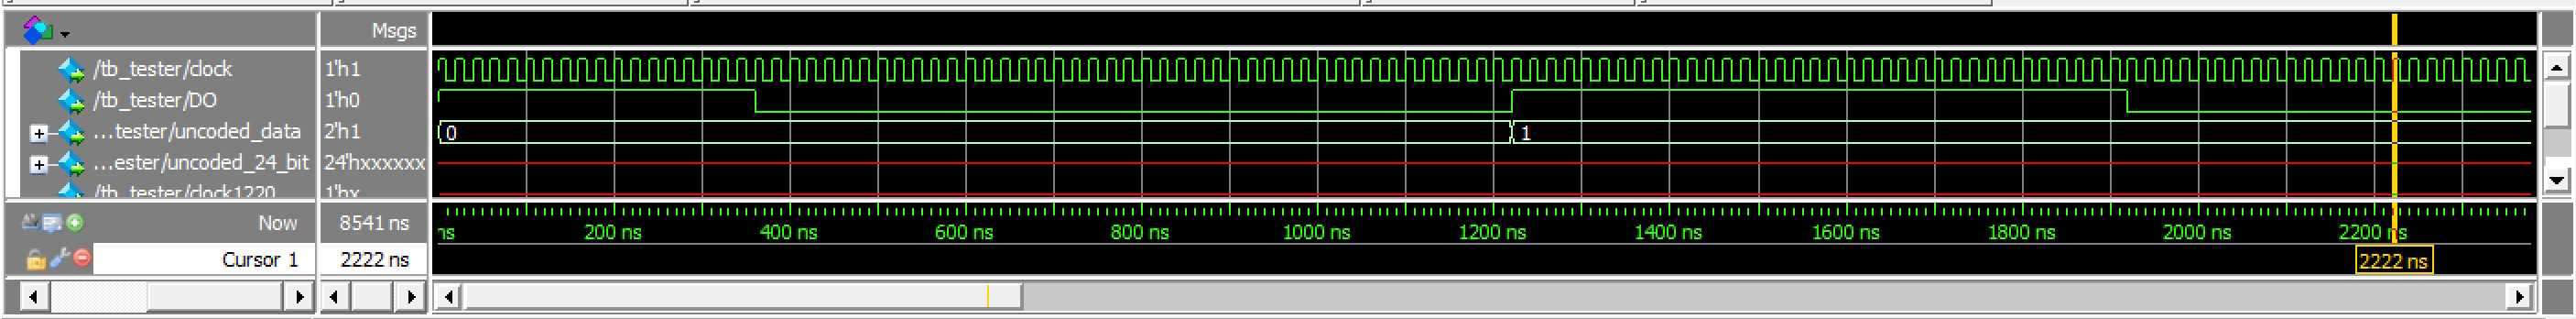 Msgs
/tb_tester/clock 1'h1
/tb_tester/DO 1'h0
...tester/uncoded_data 2'h1 0 1
...ester/uncoded_24_bit 24'hxxxxxx
/tb_tester/clock1220 1'hx
Now 8541 ns ns 200 ns 400 ns 600 ns 800 ns 1000 ns 1200 ns 1400 ns 1600 ns 1800 ns 2000 ns 2200 ns
Cursor 1 2222 ns 2222 ns